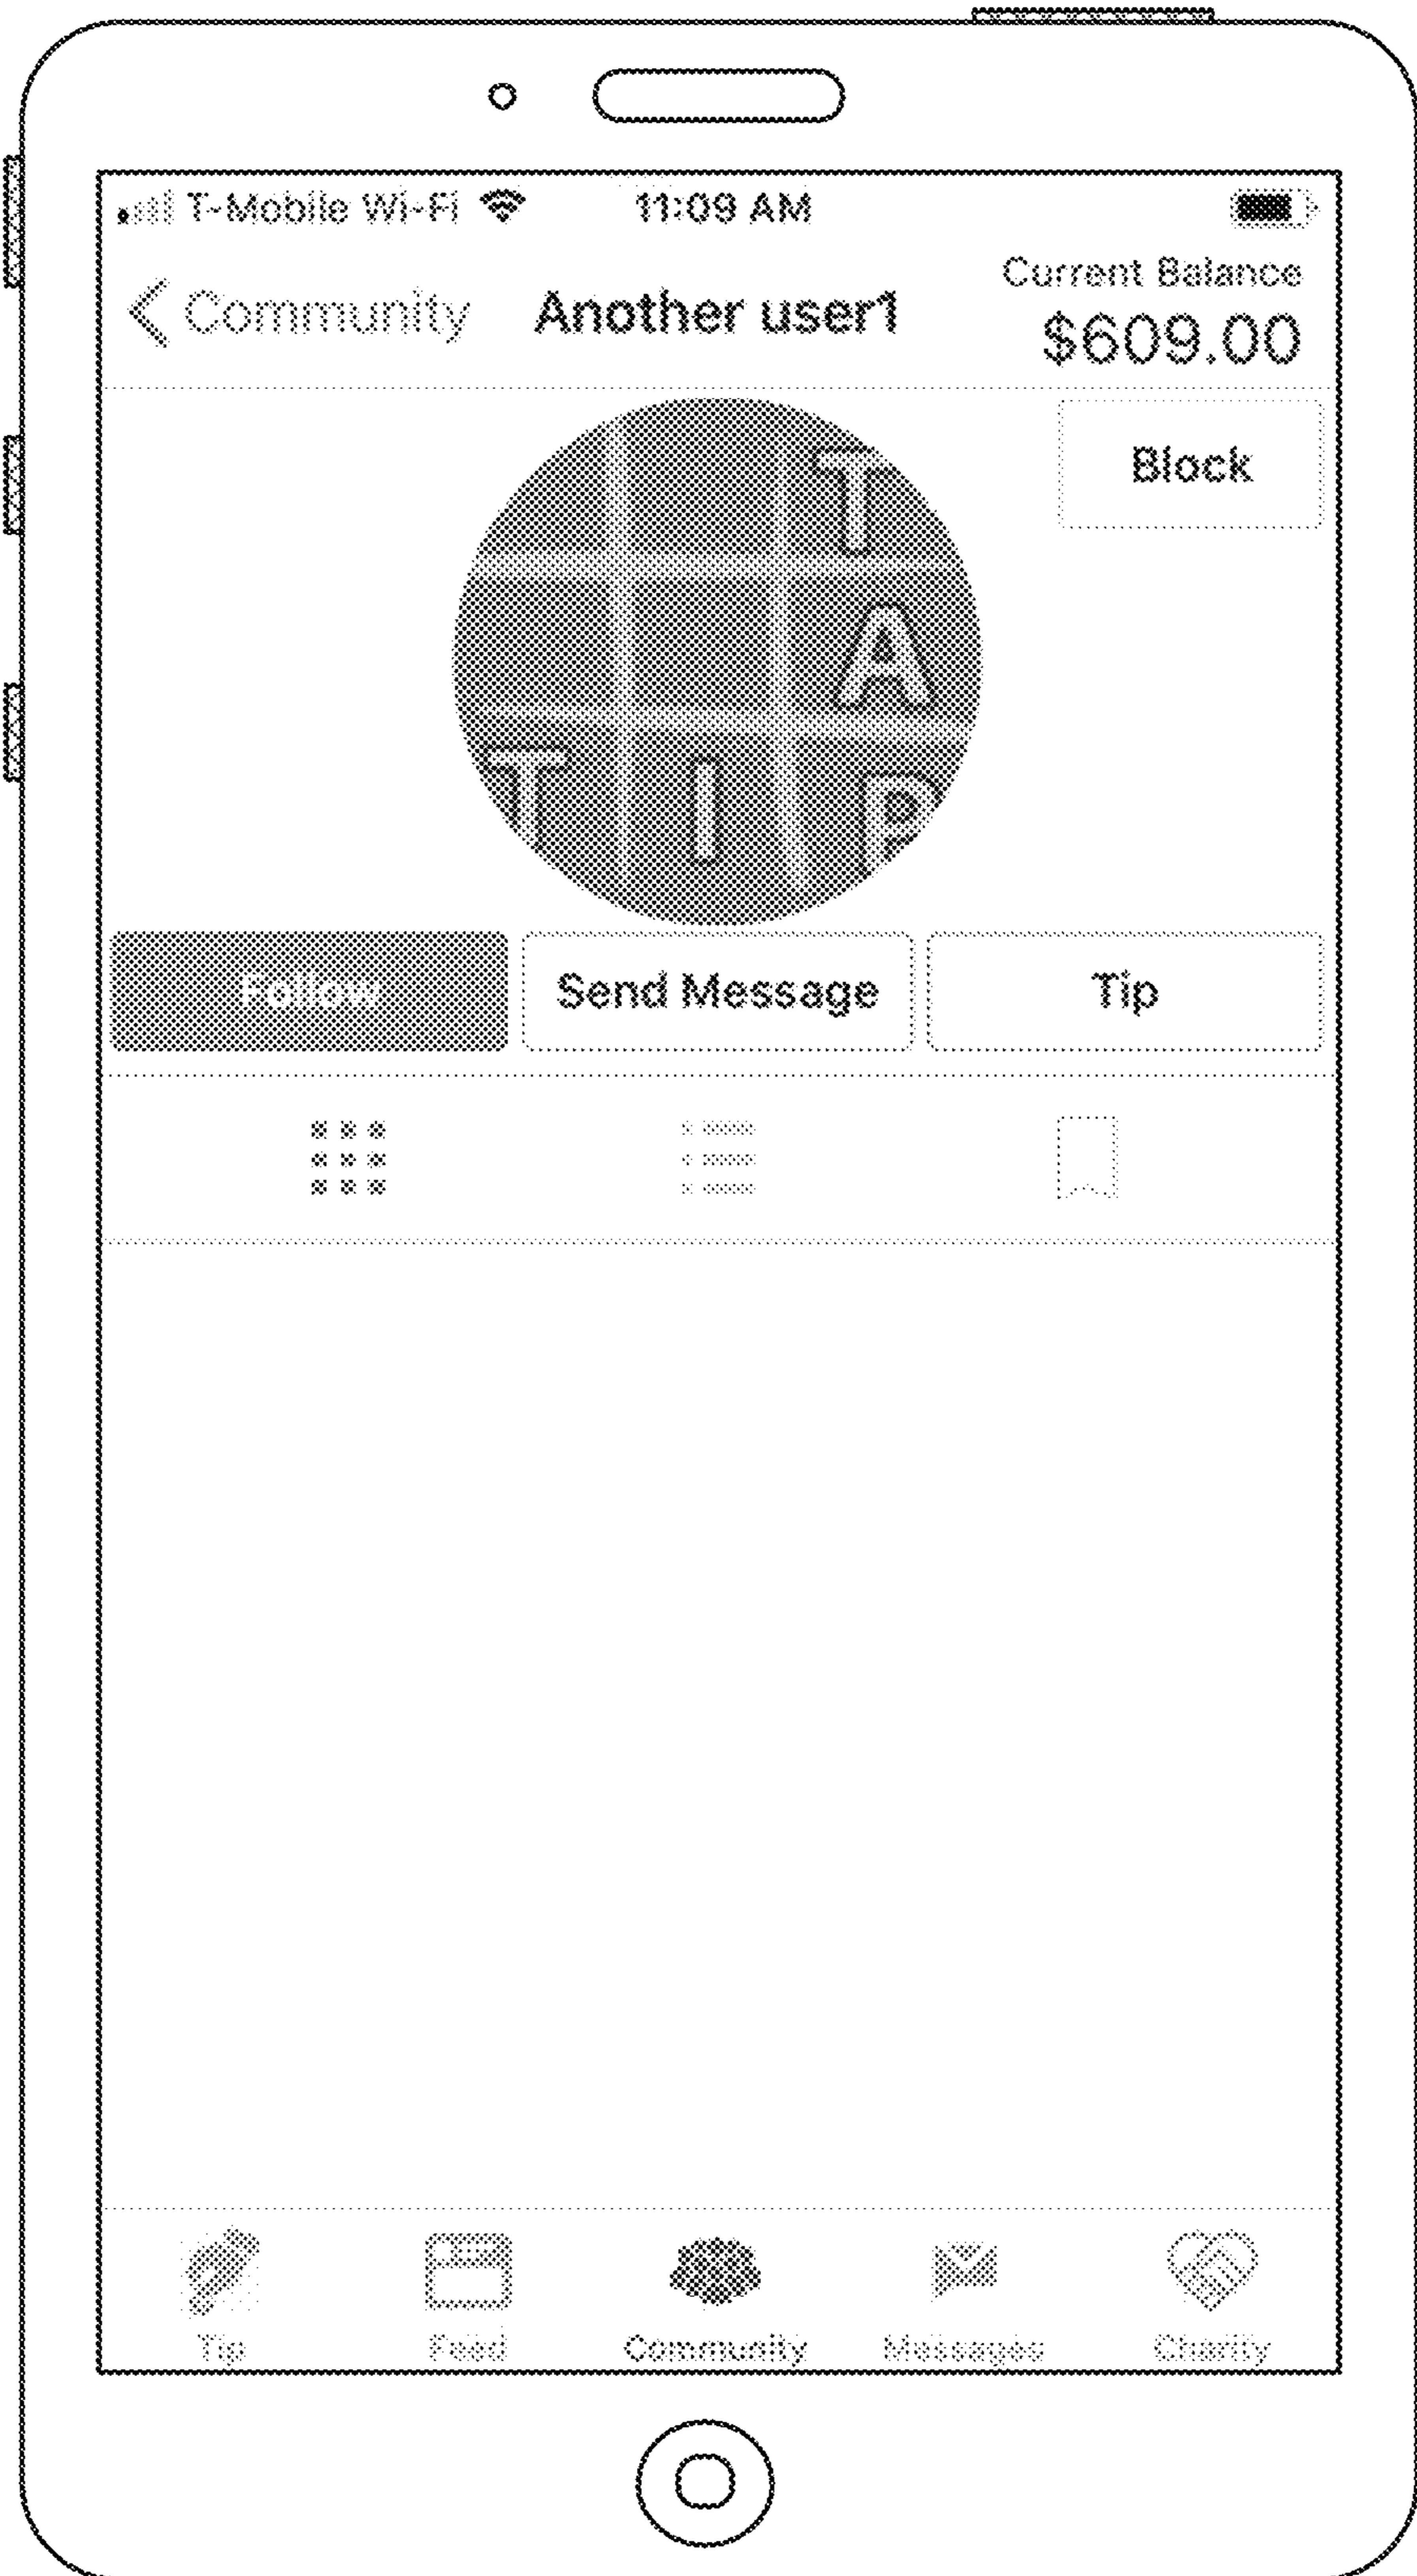 T-Mobile Wi-Fi 11:09 AM
Current Balance
Community Another user1 $609.00
Block
T
A
T I P
Follow Send Message Tip
Tip Feed Community Messages Charity